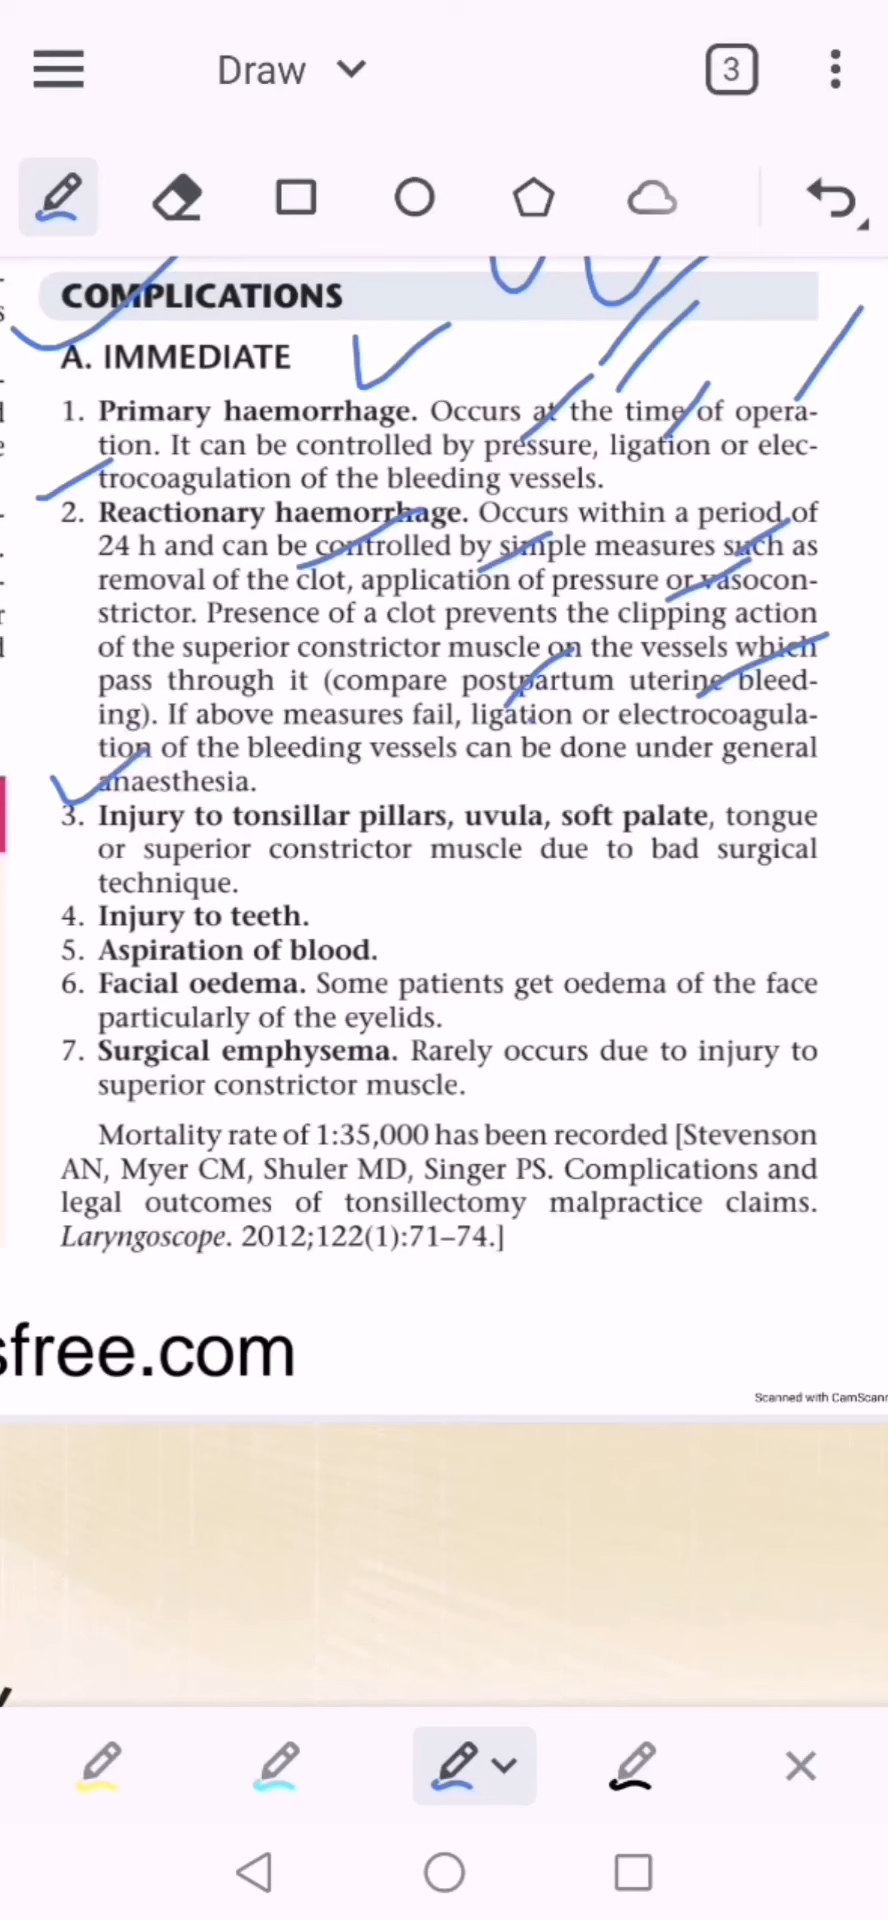 Draw
3
COMPLICATIONS
A. IMMEDIATE
1. Primary haemorrhage. Occurs at the time of opera-
tion. It can be controlled by pressure, ligation or elec-
trocoagulation of the bleeding vessels.
2. Reactionary haemorrhage. Occurs within a period of
24 h and can be controlled by simple measures such as
removal of the clot, application of pressure or vasocon-
strictor. Presence of a clot prevents the clipping action
of the superior constrictor muscle on the vessels which
pass through it (compare postpartum uterine bleed-
ing). If above measures fail, ligation or electrocoagula-
tion of the bleeding vessels can be done under general
anaesthesia.
3. Injury to tonsillar pillars, uvula, soft palate, tongue
or superior constrictor muscle due to bad surgical
technique.
4. Injury to teeth.
5. Aspiration of blood.
6. Facial oedema. Some patients get oedema of the face
particularly of the eyelids.
7. Surgical emphysema. Rarely occurs due to injury to
superior constrictor muscle.
Mortality rate of 1:35,000 has been recorded [Stevenson
AN, Myer CM, Shuler MD, Singer PS. Complications and
legal outcomes of tonsillectomy malpractice claims.
Laryngoscope. 2012;122(1):71–74.]
sfree.com
Scanned with CamScann